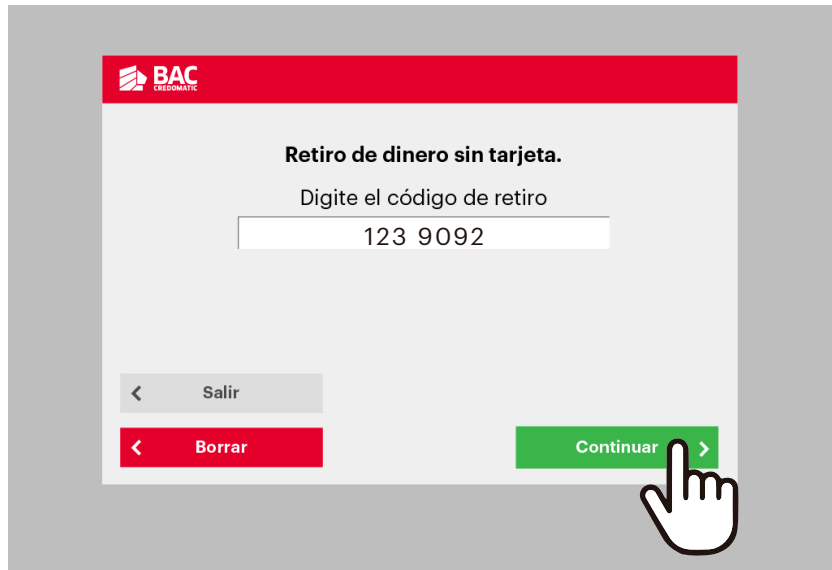 BAC
CREDOMATIC
Retiro de dinero sin tarjeta.
Digite el código de retiro
123 9092
Salir
Borrar
Continuar